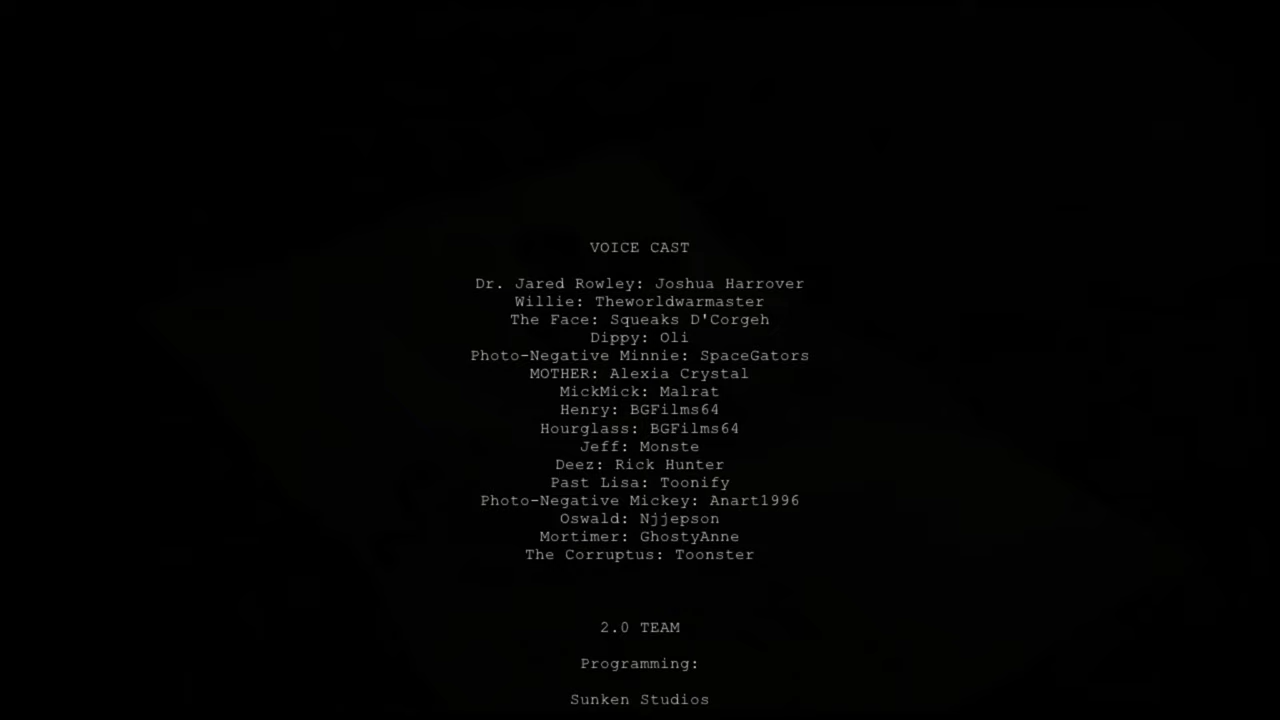 VOICE CAST
Dr. Jared Rowley: Joshua Harrover
Willie: Theworldwarmaster
The Face: Squeaks D'Corgeh
Dippy: Oli
Photo-Negative Minnie: SpaceGators
MOTHER: Alexia Crystal
MickMick: Malrat
Henry: BGFilms64
Hourglass: BGFilms64
Jeff: Monste
Deez: Rick Hunter
Past Lisa: Toonify
Photo-Negative Mickey: Anart1996
Oswald: Njjepson
Mortimer: GhostyAnne
The Corruptus: Toonster
2.0 TEAM
Programming:
Sunken Studios